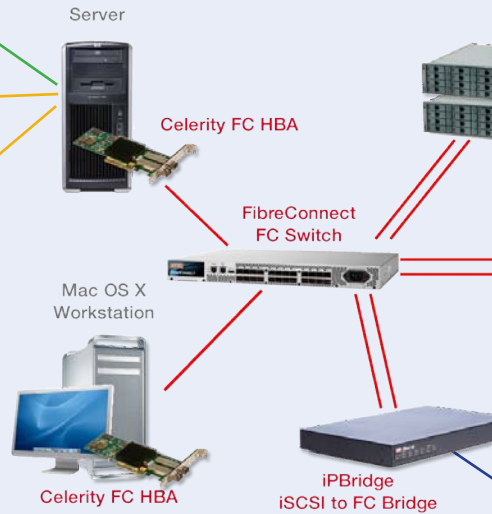 Server
Celerity FC HBA
FibreConnect
FC Switch
Mac OS X
Workstation
Celerity FC HBA
iPBridge
iSCSI to FC Bridge